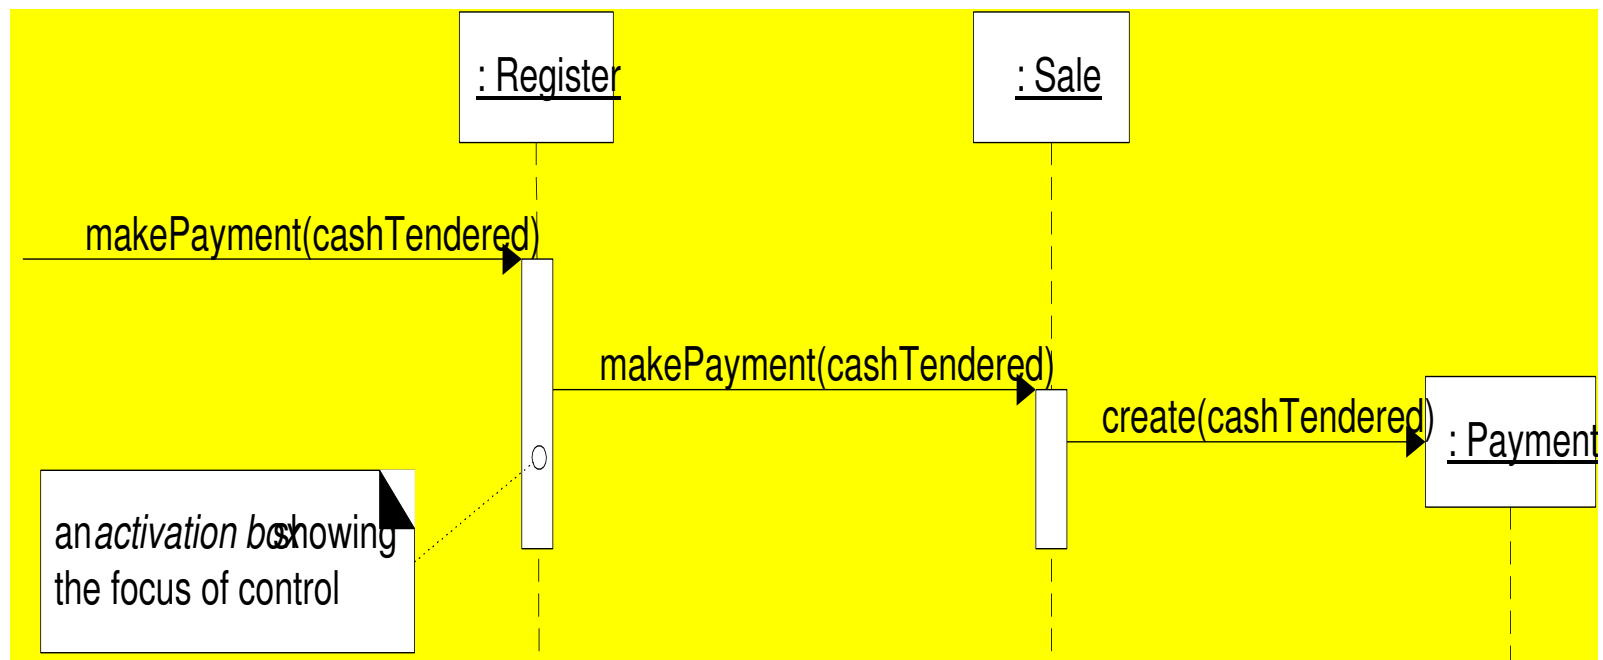 : Register
: Sale
makePayment(cashTendered)
makePayment(cashTendered)
create(cashTendered)
: Payment
an activation box showing
the focus of control